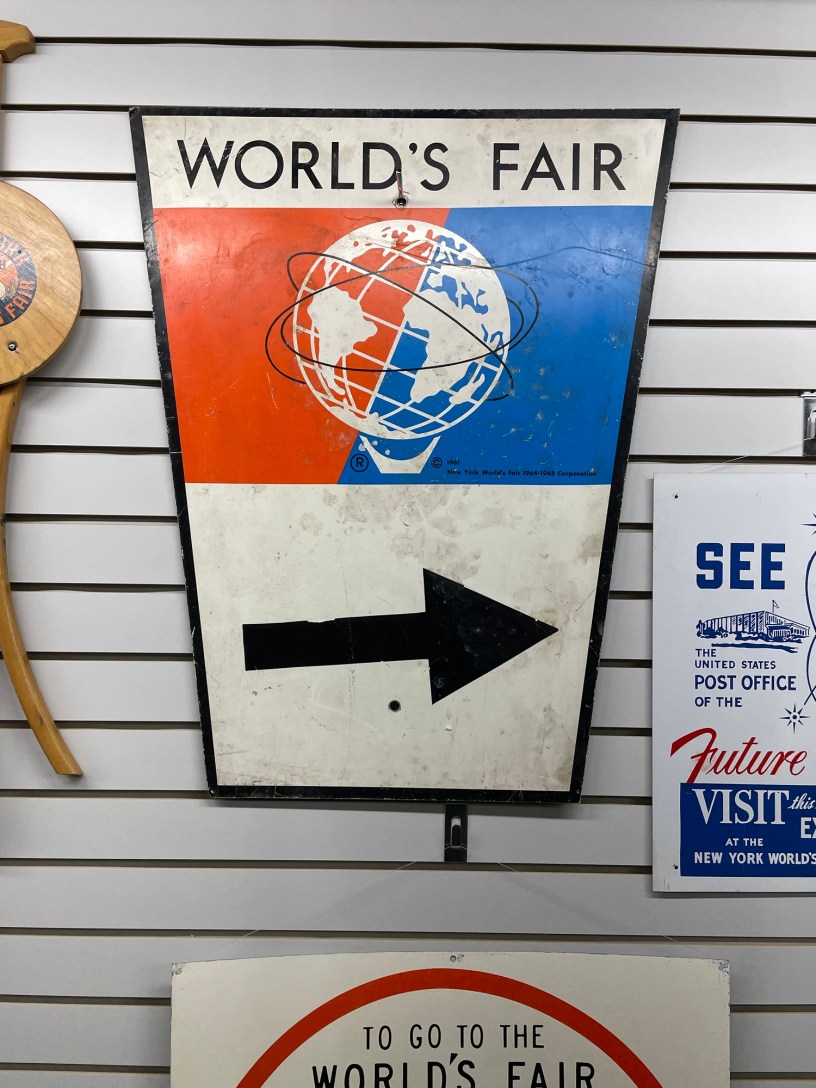 WORLD'S FAIR
® © 1961
New York World's Fair 1964-1965 Corporation
FAIR
SEE
THE
UNITED STATES
POST OFFICE
OF THE
Future
VISIT this
AT THE
NEW YORK WORLD'S
TO GO TO THE
WORLD'S FAIR